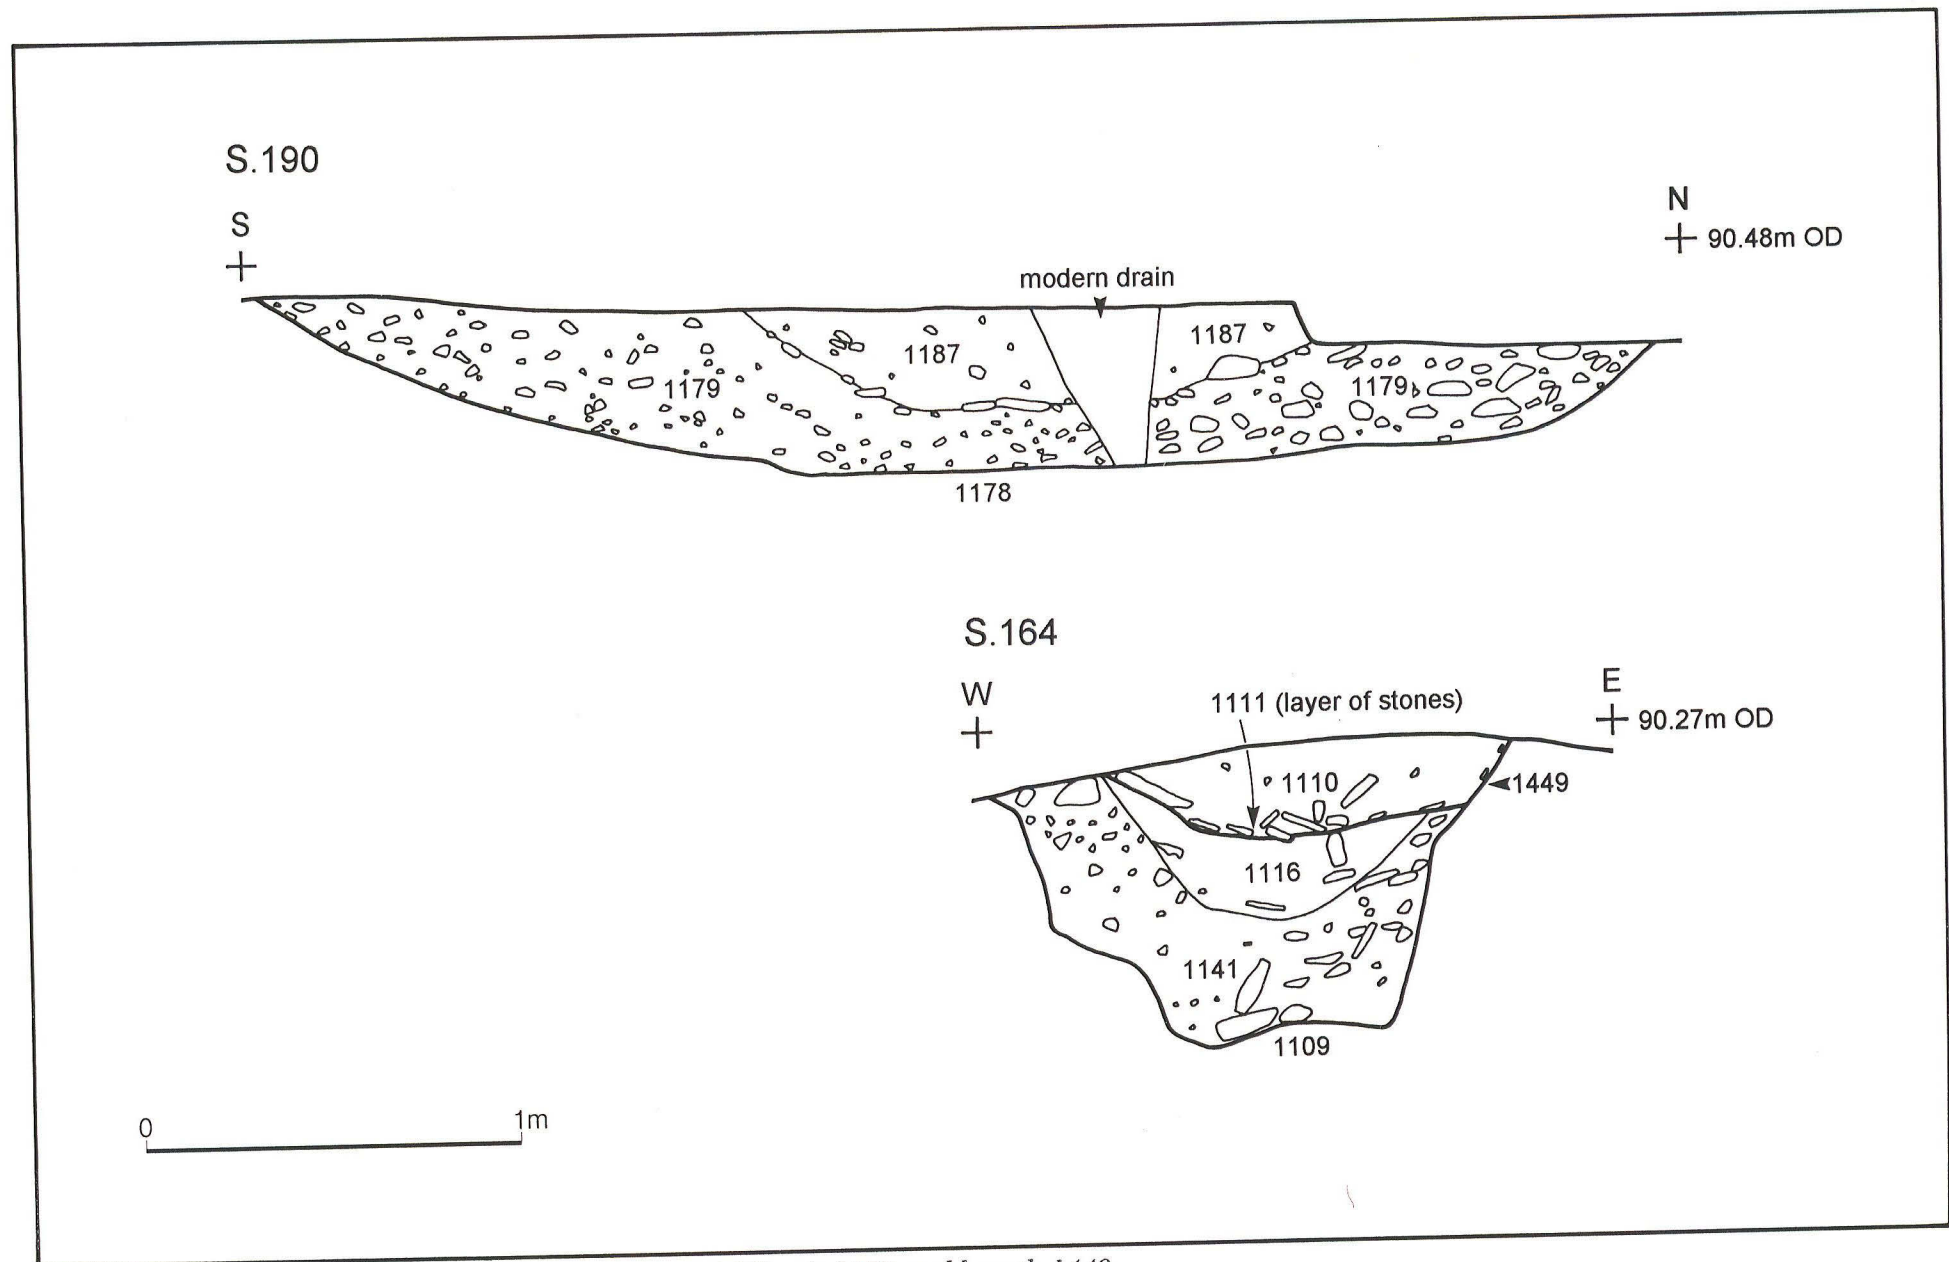 S.190
S
N
90.48m OD
modern drain
1187
1187
1179
1179
1178
S.164
W
E
1111 (layer of stones)
90.27m OD
1110
1449
1116
1141
1109
0 1m